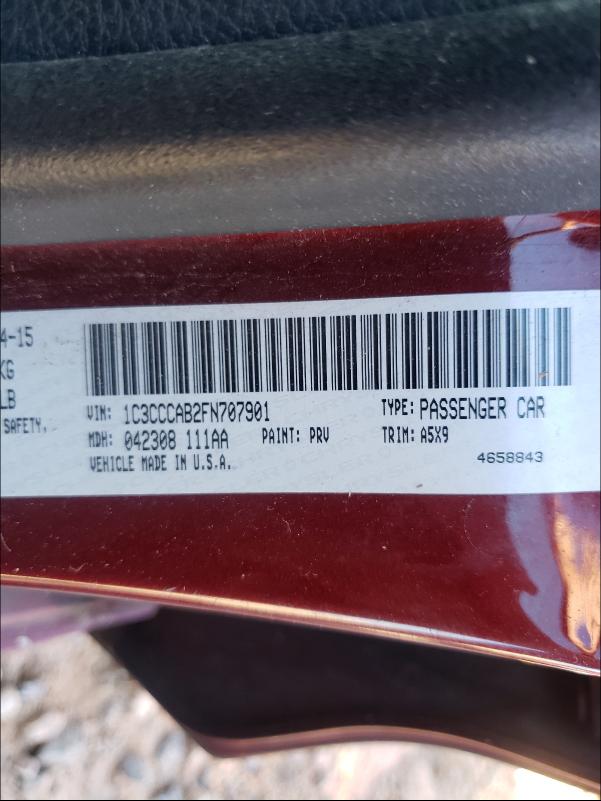 4-15
KG
LB
SAFETY,
VIN: 1C3CCCAB2FN707901 TYPE: PASSENGER CAR
MDH: 042308 111AA PAINT: PRV TRIM: A5X9
VEHICLE MADE IN U.S.A. 4658843